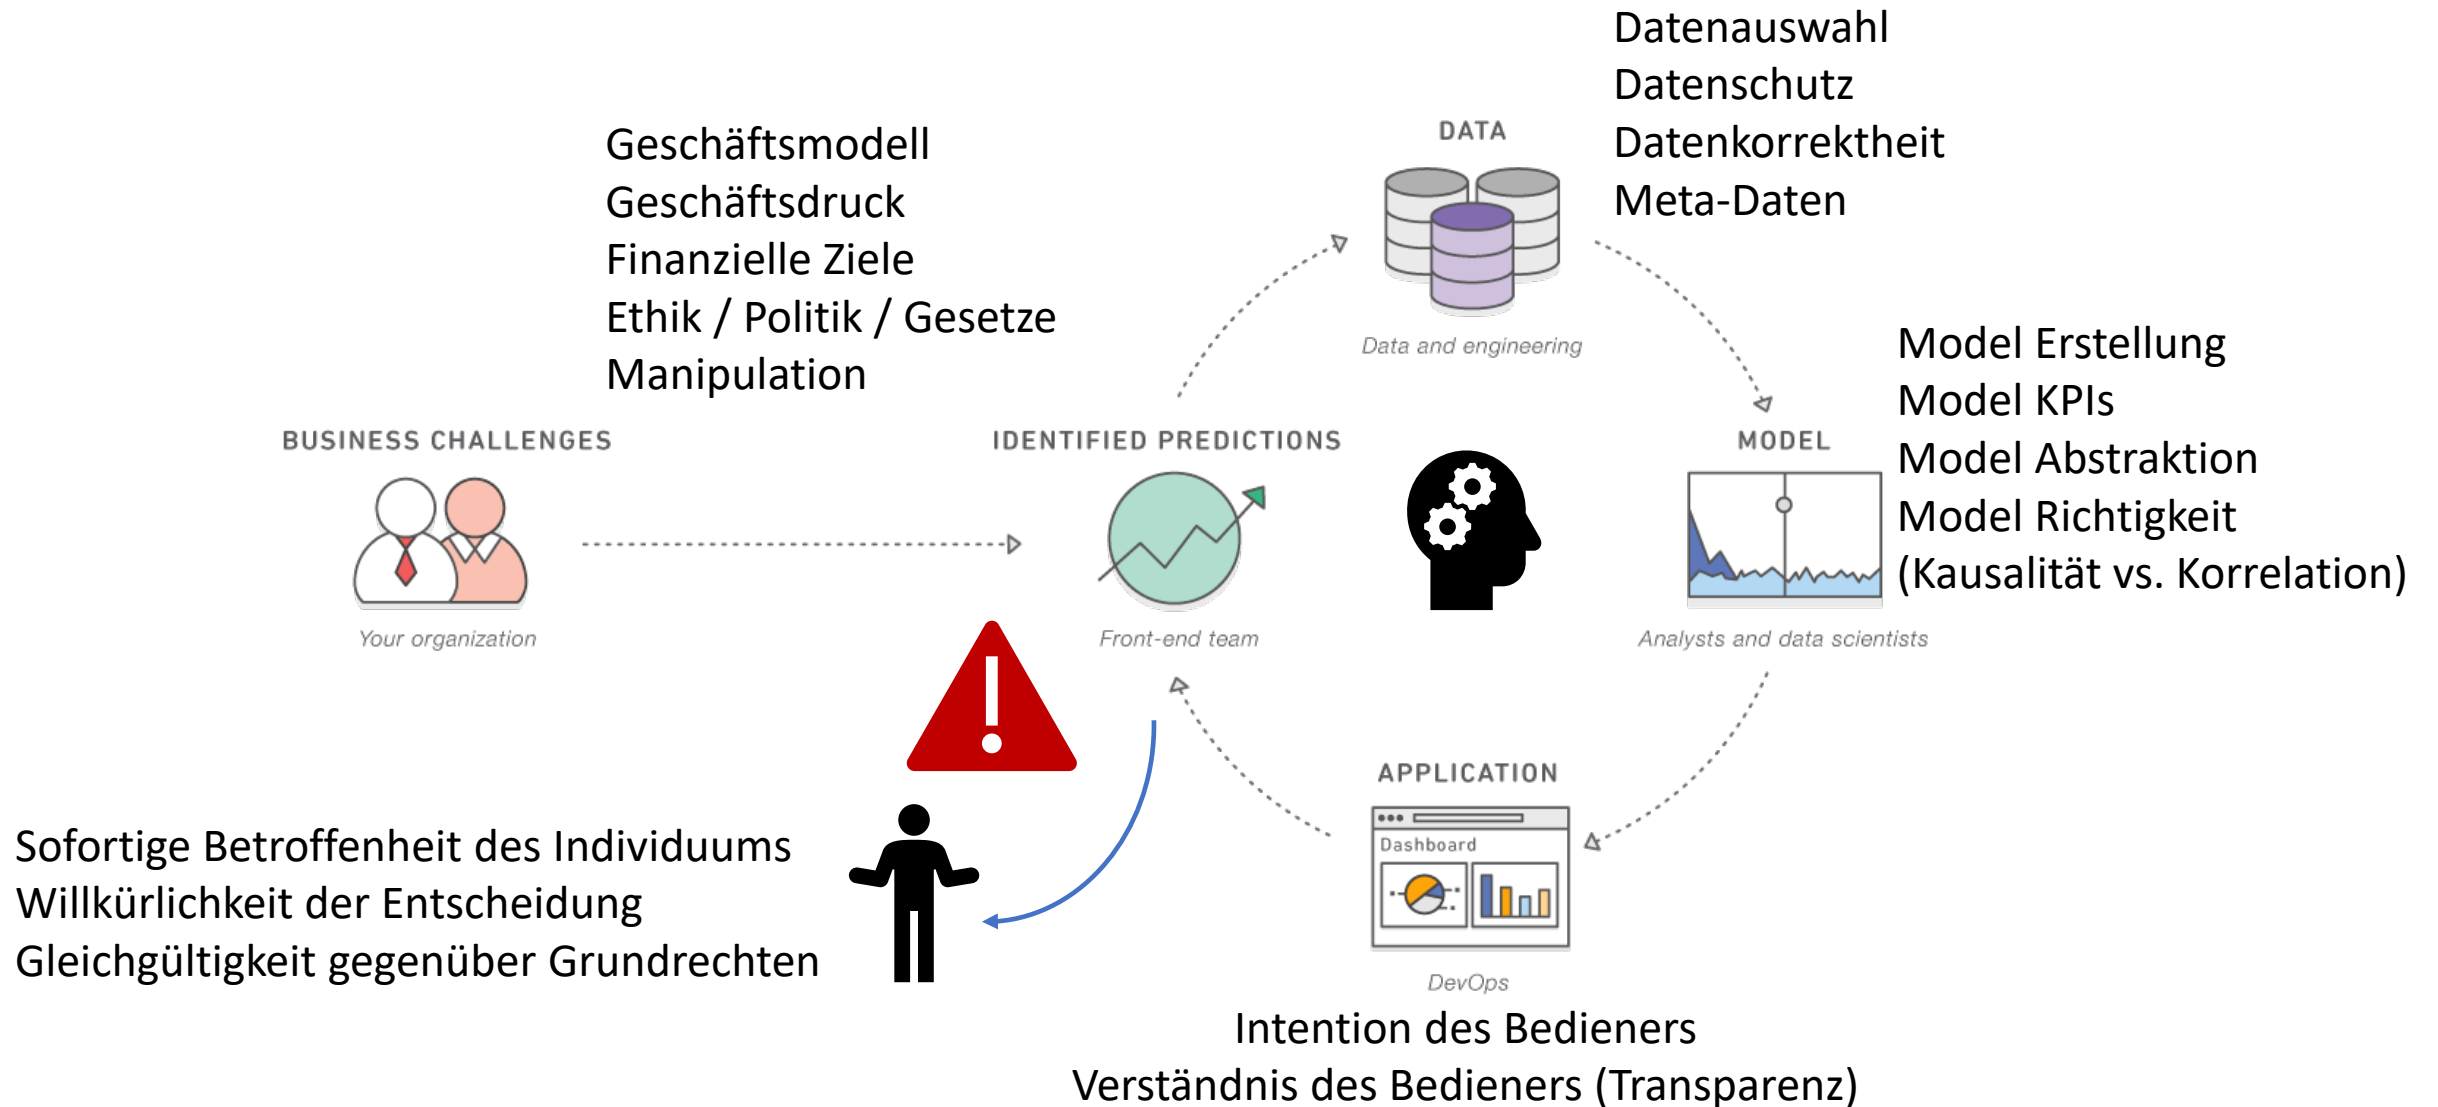 Datenauswahl
Datenschutz
Datenkorrektheit
Meta-Daten
DATA
Data and engineering
Geschäftsmodell
Geschäftsdruck
Finanzielle Ziele
Ethik / Politik / Gesetze
Manipulation
BUSINESS CHALLENGES
Your organization
IDENTIFIED PREDICTIONS
Front-end team
MODEL
Analysts and data scientists
Model Erstellung
Model KPIs
Model Abstraktion
Model Richtigkeit
(Kausalität vs. Korrelation)
Sofortige Betroffenheit des Individuums
Willkürlichkeit der Entscheidung
Gleichgültigkeit gegenüber Grundrechten
APPLICATION
Dashboard
DevOps
Intention des Bedieners
Verständnis des Bedieners (Transparenz)